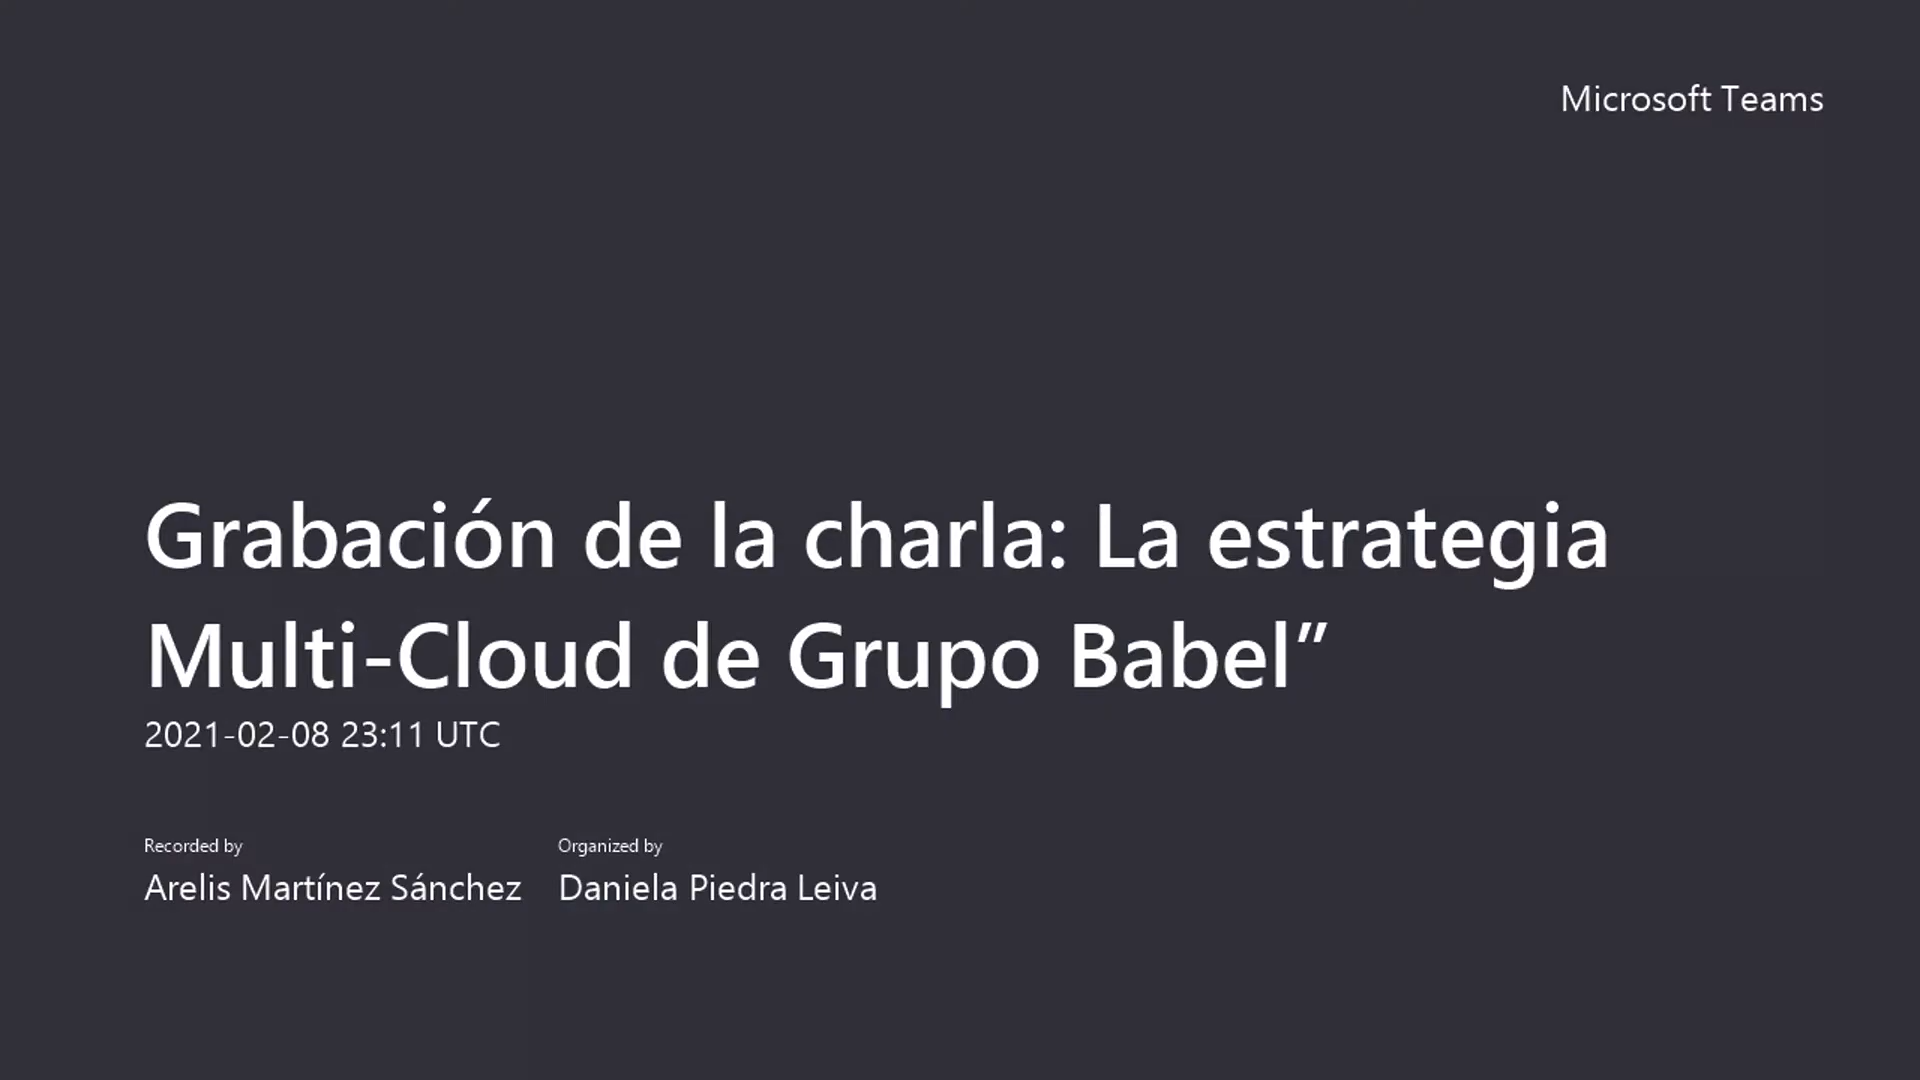 Microsoft Teams
Grabación de la charla: La estrategia
Multi-Cloud de Grupo Babel”
2021-02-08 23:11 UTC
Recorded by
Arelis Martínez Sánchez
Organized by
Daniela Piedra Leiva